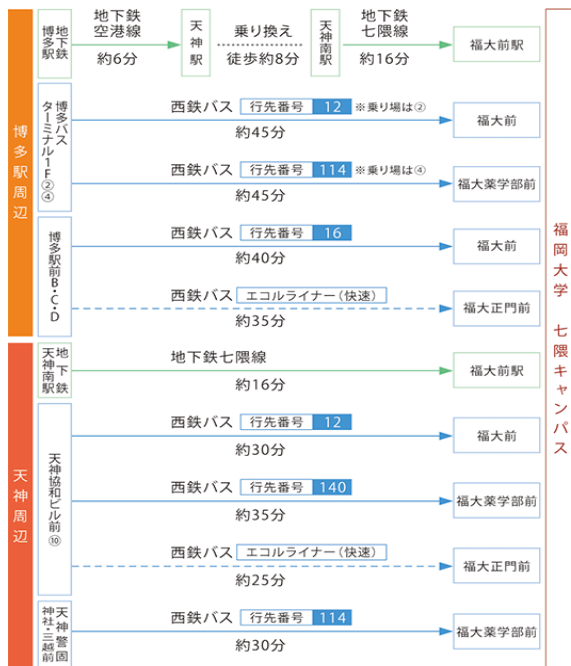 博多駅周辺
地下鉄
博多駅
地下鉄
空港線
約6分
天神駅
乗り換え
徒歩約8分
天神南駅
地下鉄
七隈線
約16分
福大前駅
博多バス
ターミナル1F
②④
西鉄バス 行先番号 12 ※乗り場は②
約45分
福大前
西鉄バス 行先番号 114 ※乗り場は④
約45分
福大薬学部前
博多駅前B・C・D
西鉄バス 行先番号 16
約40分
福大前
西鉄バス エコルライナー(快速)
約35分
福大正門前
天神周辺
地下鉄
天神南駅
地下鉄七隈線
約16分
福大前駅
天神協和ビル前⑩
西鉄バス 行先番号 12
約30分
福大前
西鉄バス 行先番号 140
約35分
福大薬学部前
西鉄バス エコルライナー(快速)
約25分
福大正門前
天神警固
神社・三越前
西鉄バス 行先番号 114
約30分
福大薬学部前
福岡大学 七隈キャンパス